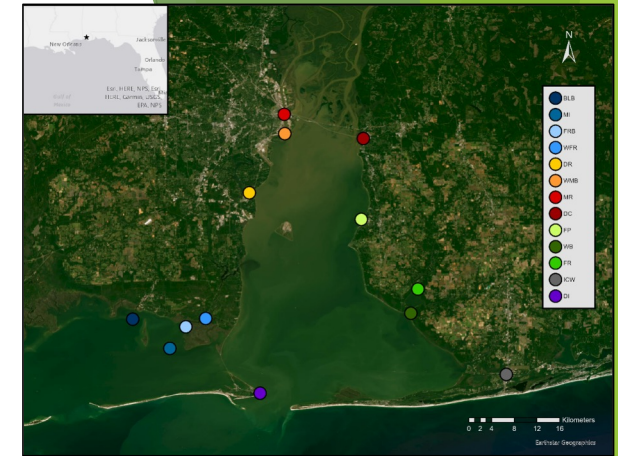 New Orleans
Jacksonville
Orlando
Tampa
Gulf of
Mexico
Esri, HERE, NPS, Esri,
HERE, Garmin, USGS,
EPA, NPS
N
BLB
MI
FRB
WFR
DR
WMB
MR
DC
FP
WB
FR
ICW
DI
Kilometers
0 2 4 8 12 16
Earthstar Geographics